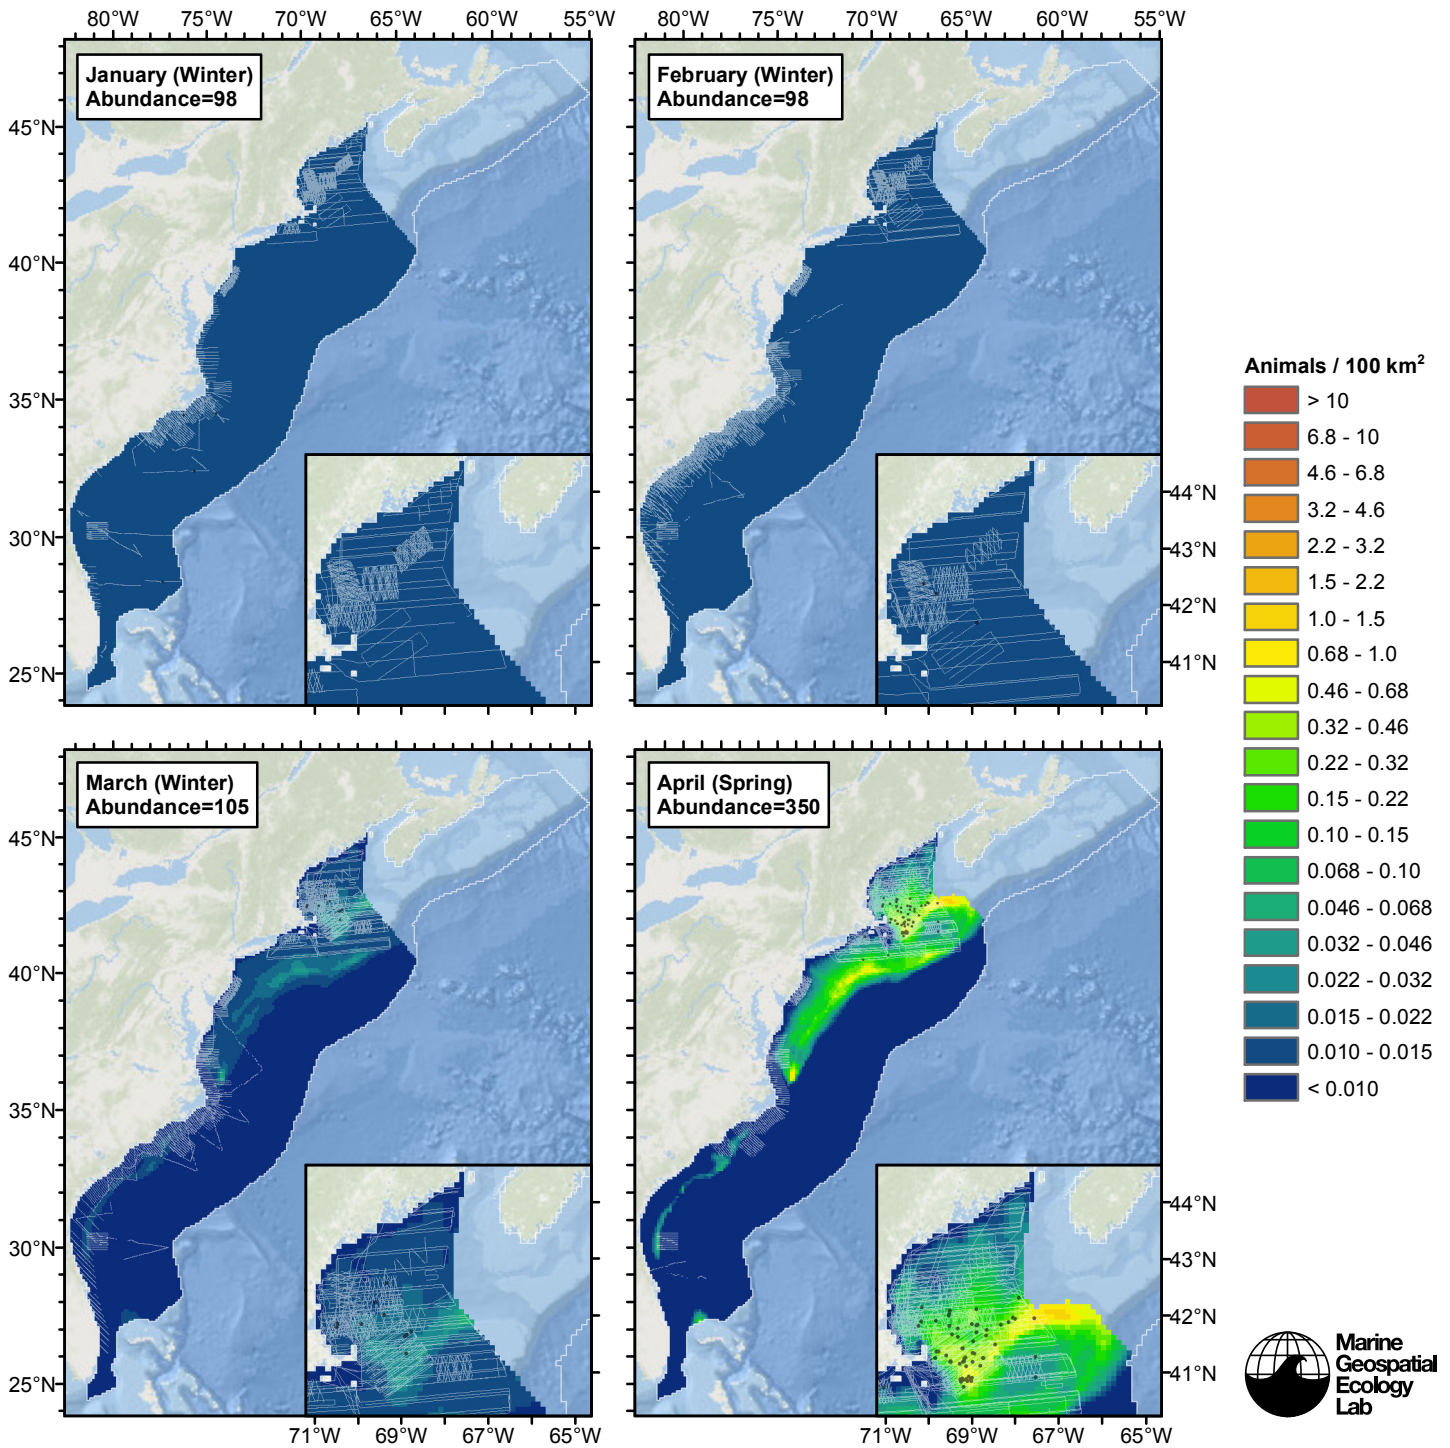 80°W 75°W 70°W 65°W 60°W 55°W
80°W 75°W 70°W 65°W 60°W 55°W
January (Winter)
Abundance=98
February (Winter)
Abundance=98
45°N
40°N
35°N
30°N
25°N
44°N
43°N
42°N
41°N
March (Winter)
Abundance=105
April (Spring)
Abundance=350
45°N
40°N
35°N
30°N
25°N
44°N
43°N
42°N
41°N
71°W 69°W 67°W 65°W
71°W 69°W 67°W 65°W
Animals / 100 km²
> 10
6.8 - 10
4.6 - 6.8
3.2 - 4.6
2.2 - 3.2
1.5 - 2.2
1.0 - 1.5
0.68 - 1.0
0.46 - 0.68
0.32 - 0.46
0.22 - 0.32
0.15 - 0.22
0.10 - 0.15
0.068 - 0.10
0.046 - 0.068
0.032 - 0.046
0.022 - 0.032
0.015 - 0.022
0.010 - 0.015
< 0.010
Marine
Geospatial
Ecology
Lab